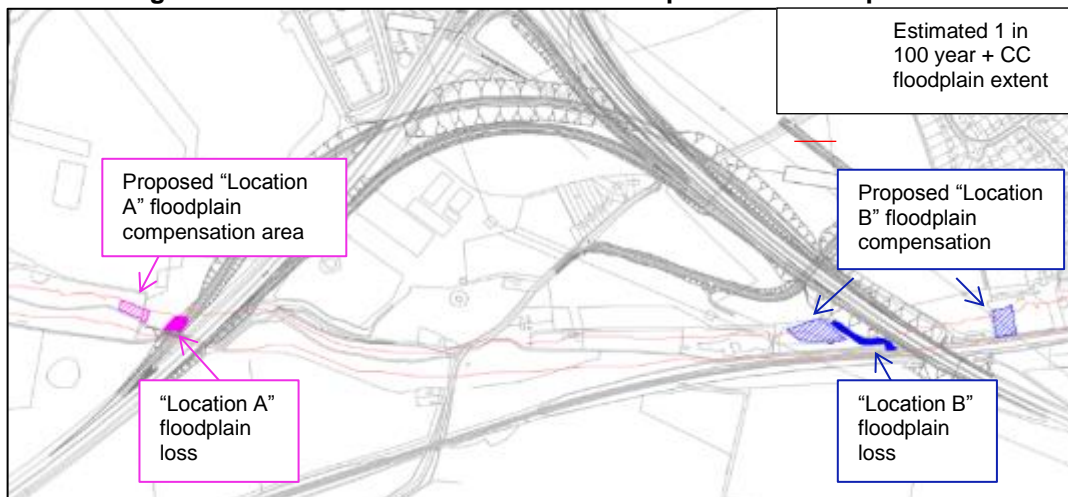 Estimated 1 in
100 year + CC
floodplain extent
Proposed “Location
A” floodplain
compensation area
Proposed “Location
B” floodplain
compensation
“Location A”
floodplain
loss
“Location B”
floodplain
loss